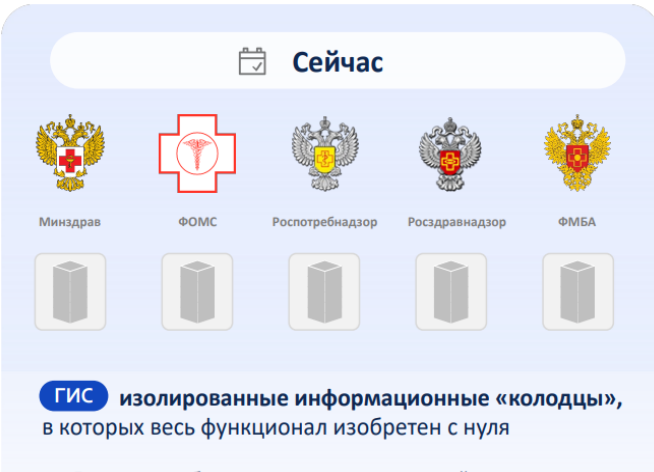 Сейчас
Минздрав ФОМС Роспотребнадзор Росздравнадзор ФМБА
ГИС изолированные информационные «колодцы»,
в которых весь функционал изобретен с нуля